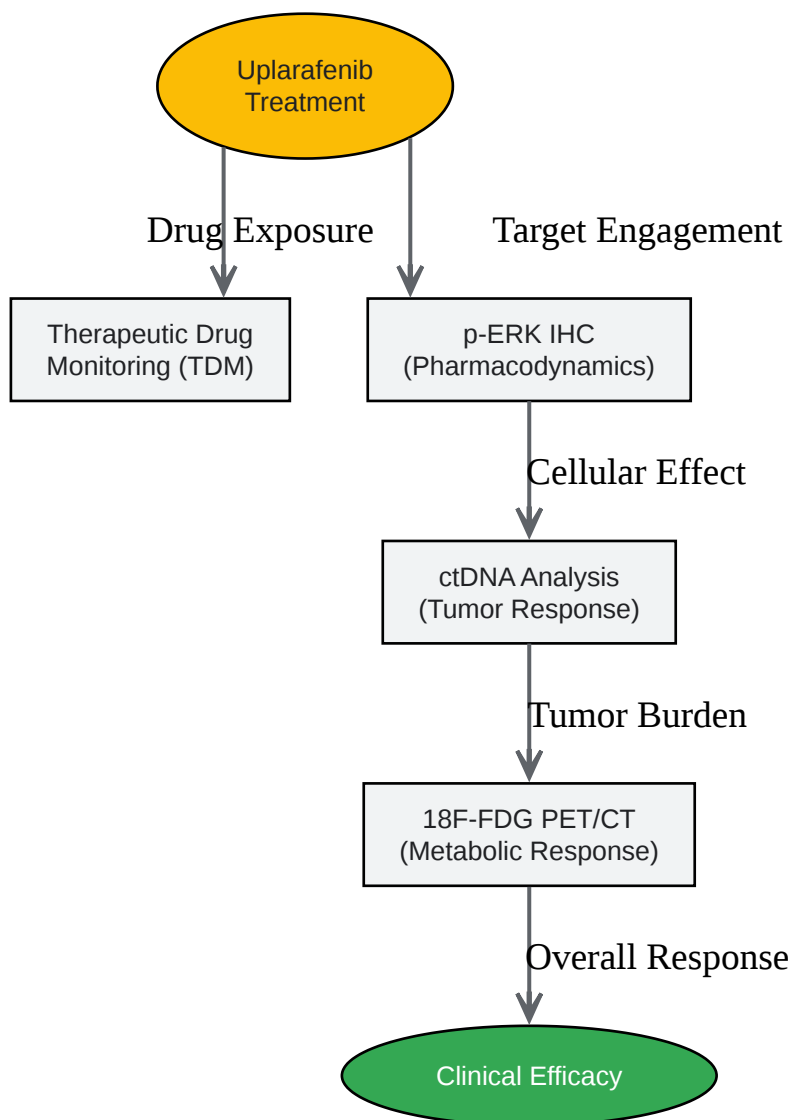 Uplarafenib
Treatment
Drug Exposure
Target Engagement
Therapeutic Drug
Monitoring (TDM)
p-ERK IHC
(Pharmacodynamics)
Cellular Effect
ctDNA Analysis
(Tumor Response)
Tumor Burden
18F-FDG PET/CT
(Metabolic Response)
Overall Response
Clinical Efficacy